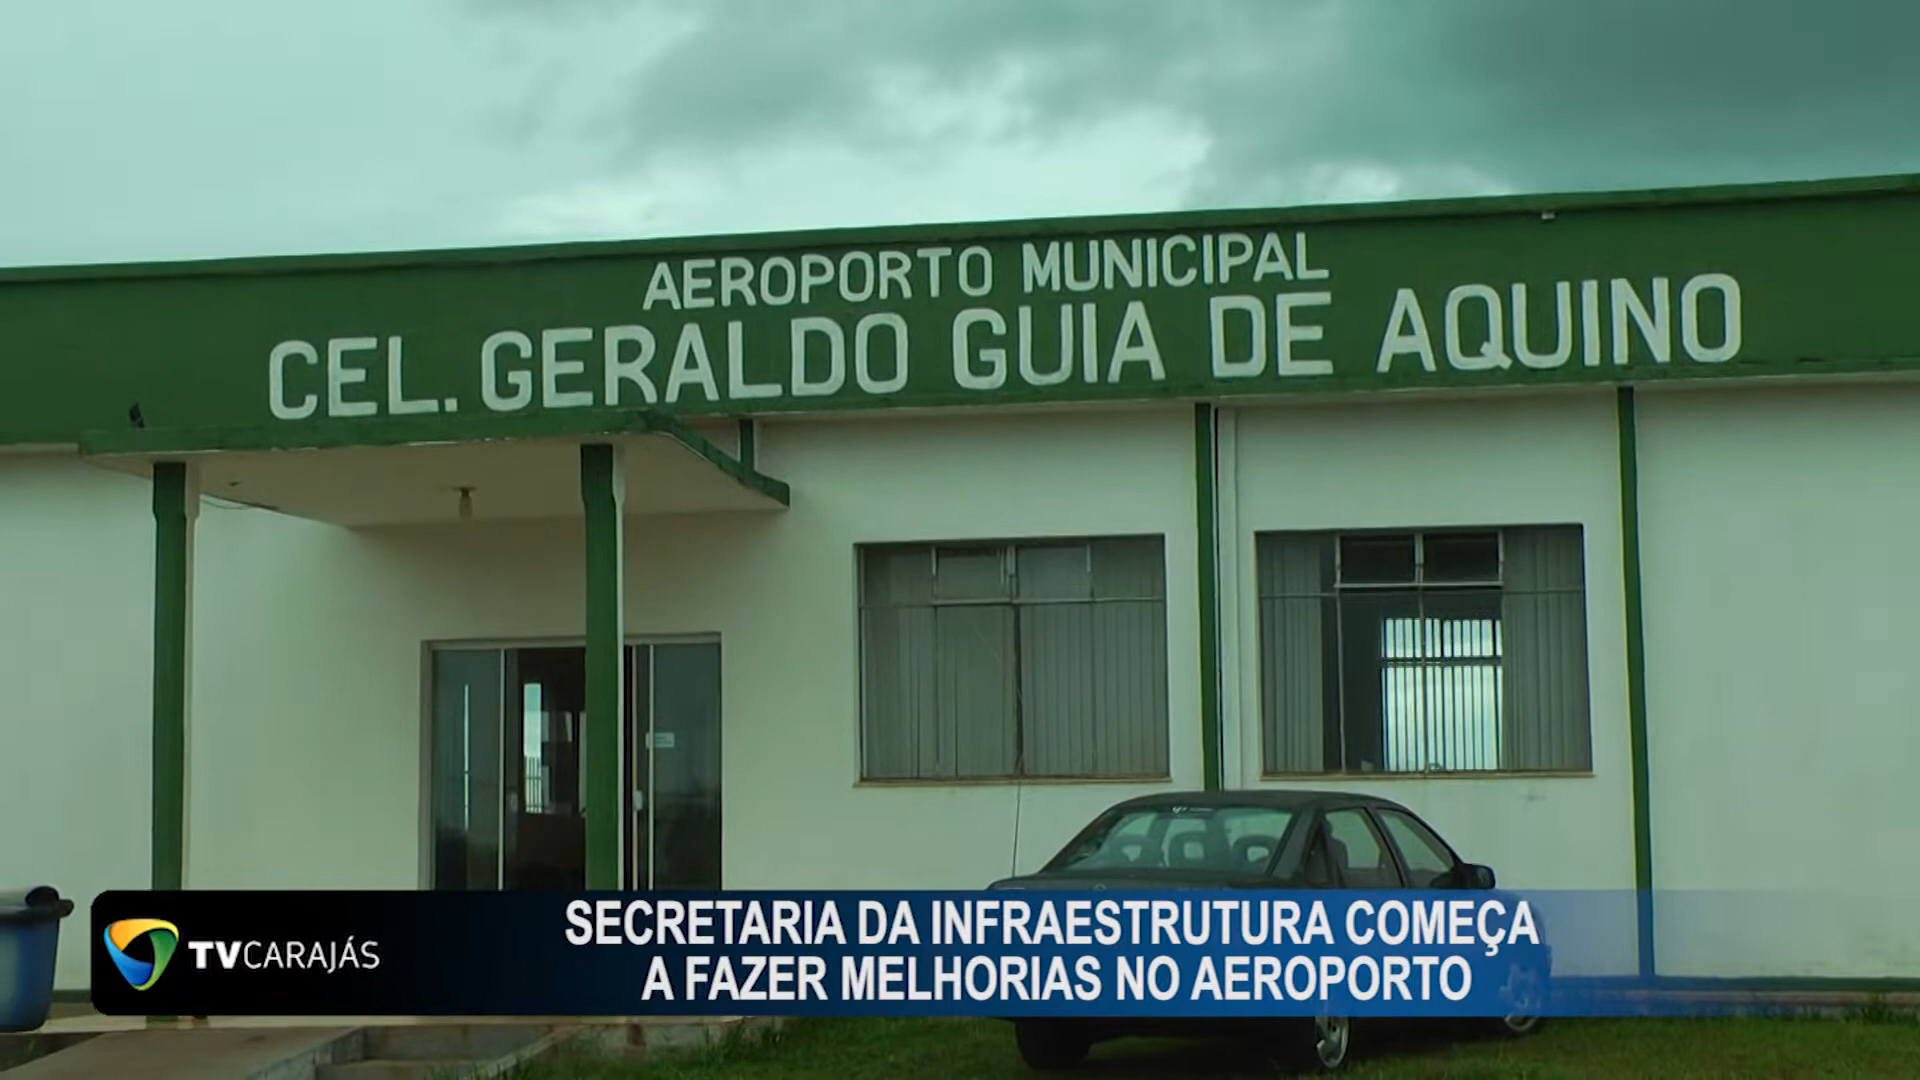 AEROPORTO MUNICIPAL
CEL. GERALDO GUIA DE AQUINO
TVCARAJÁS
SECRETARIA DA INFRAESTRUTURA COMEÇA
A FAZER MELHORIAS NO AEROPORTO